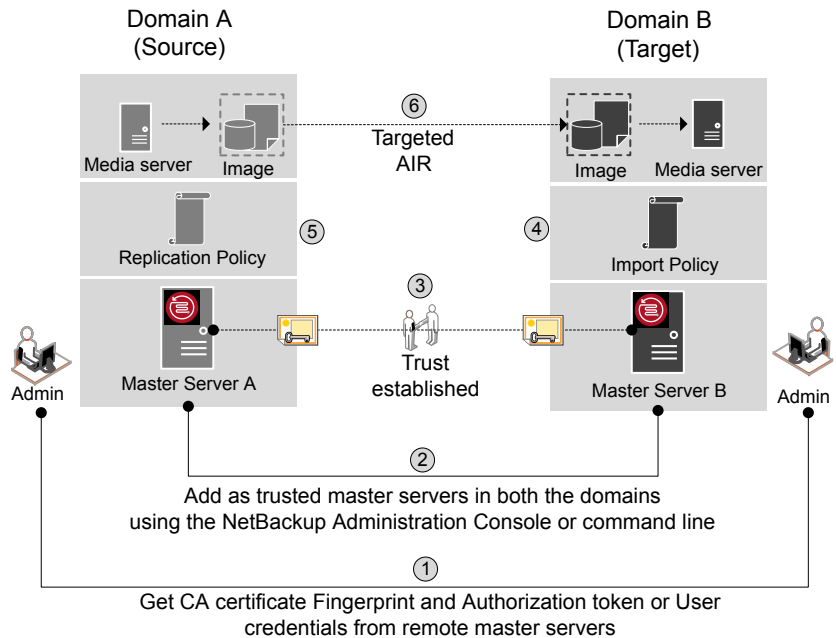 Domain A
(Source)
Domain B
(Target)
6
Targeted
AIR
Media server
Image
Image
Media server
5
4
Replication Policy
Import Policy
3
Trust
established
Master Server A
Master Server B
Admin
Admin
2
Add as trusted master servers in both the domains
using the NetBackup Administration Console or command line
1
Get CA certificate Fingerprint and Authorization token or User
credentials from remote master servers